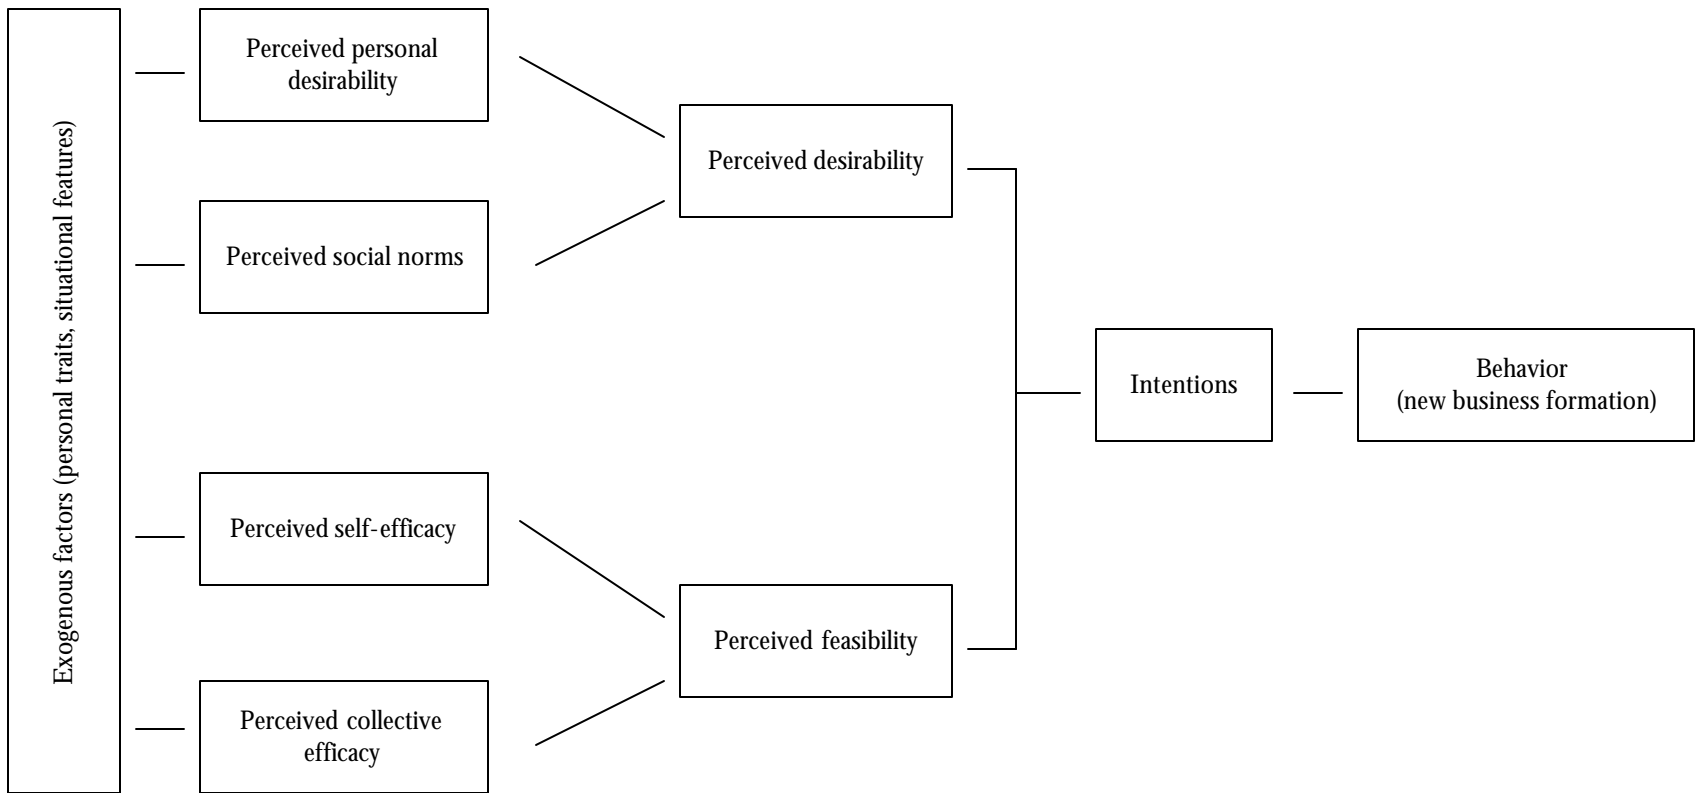 Exogenous factors (personal traits, situational features)
Perceived personal
desirability
Perceived social norms
Perceived self-efficacy
Perceived collective
efficacy
Perceived desirability
Perceived feasibility
Intentions
Behavior
(new business formation)